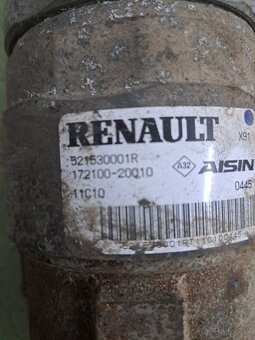 RENAULT X91
521530001R
172100-20010 A32 AISIN
11C10 0445